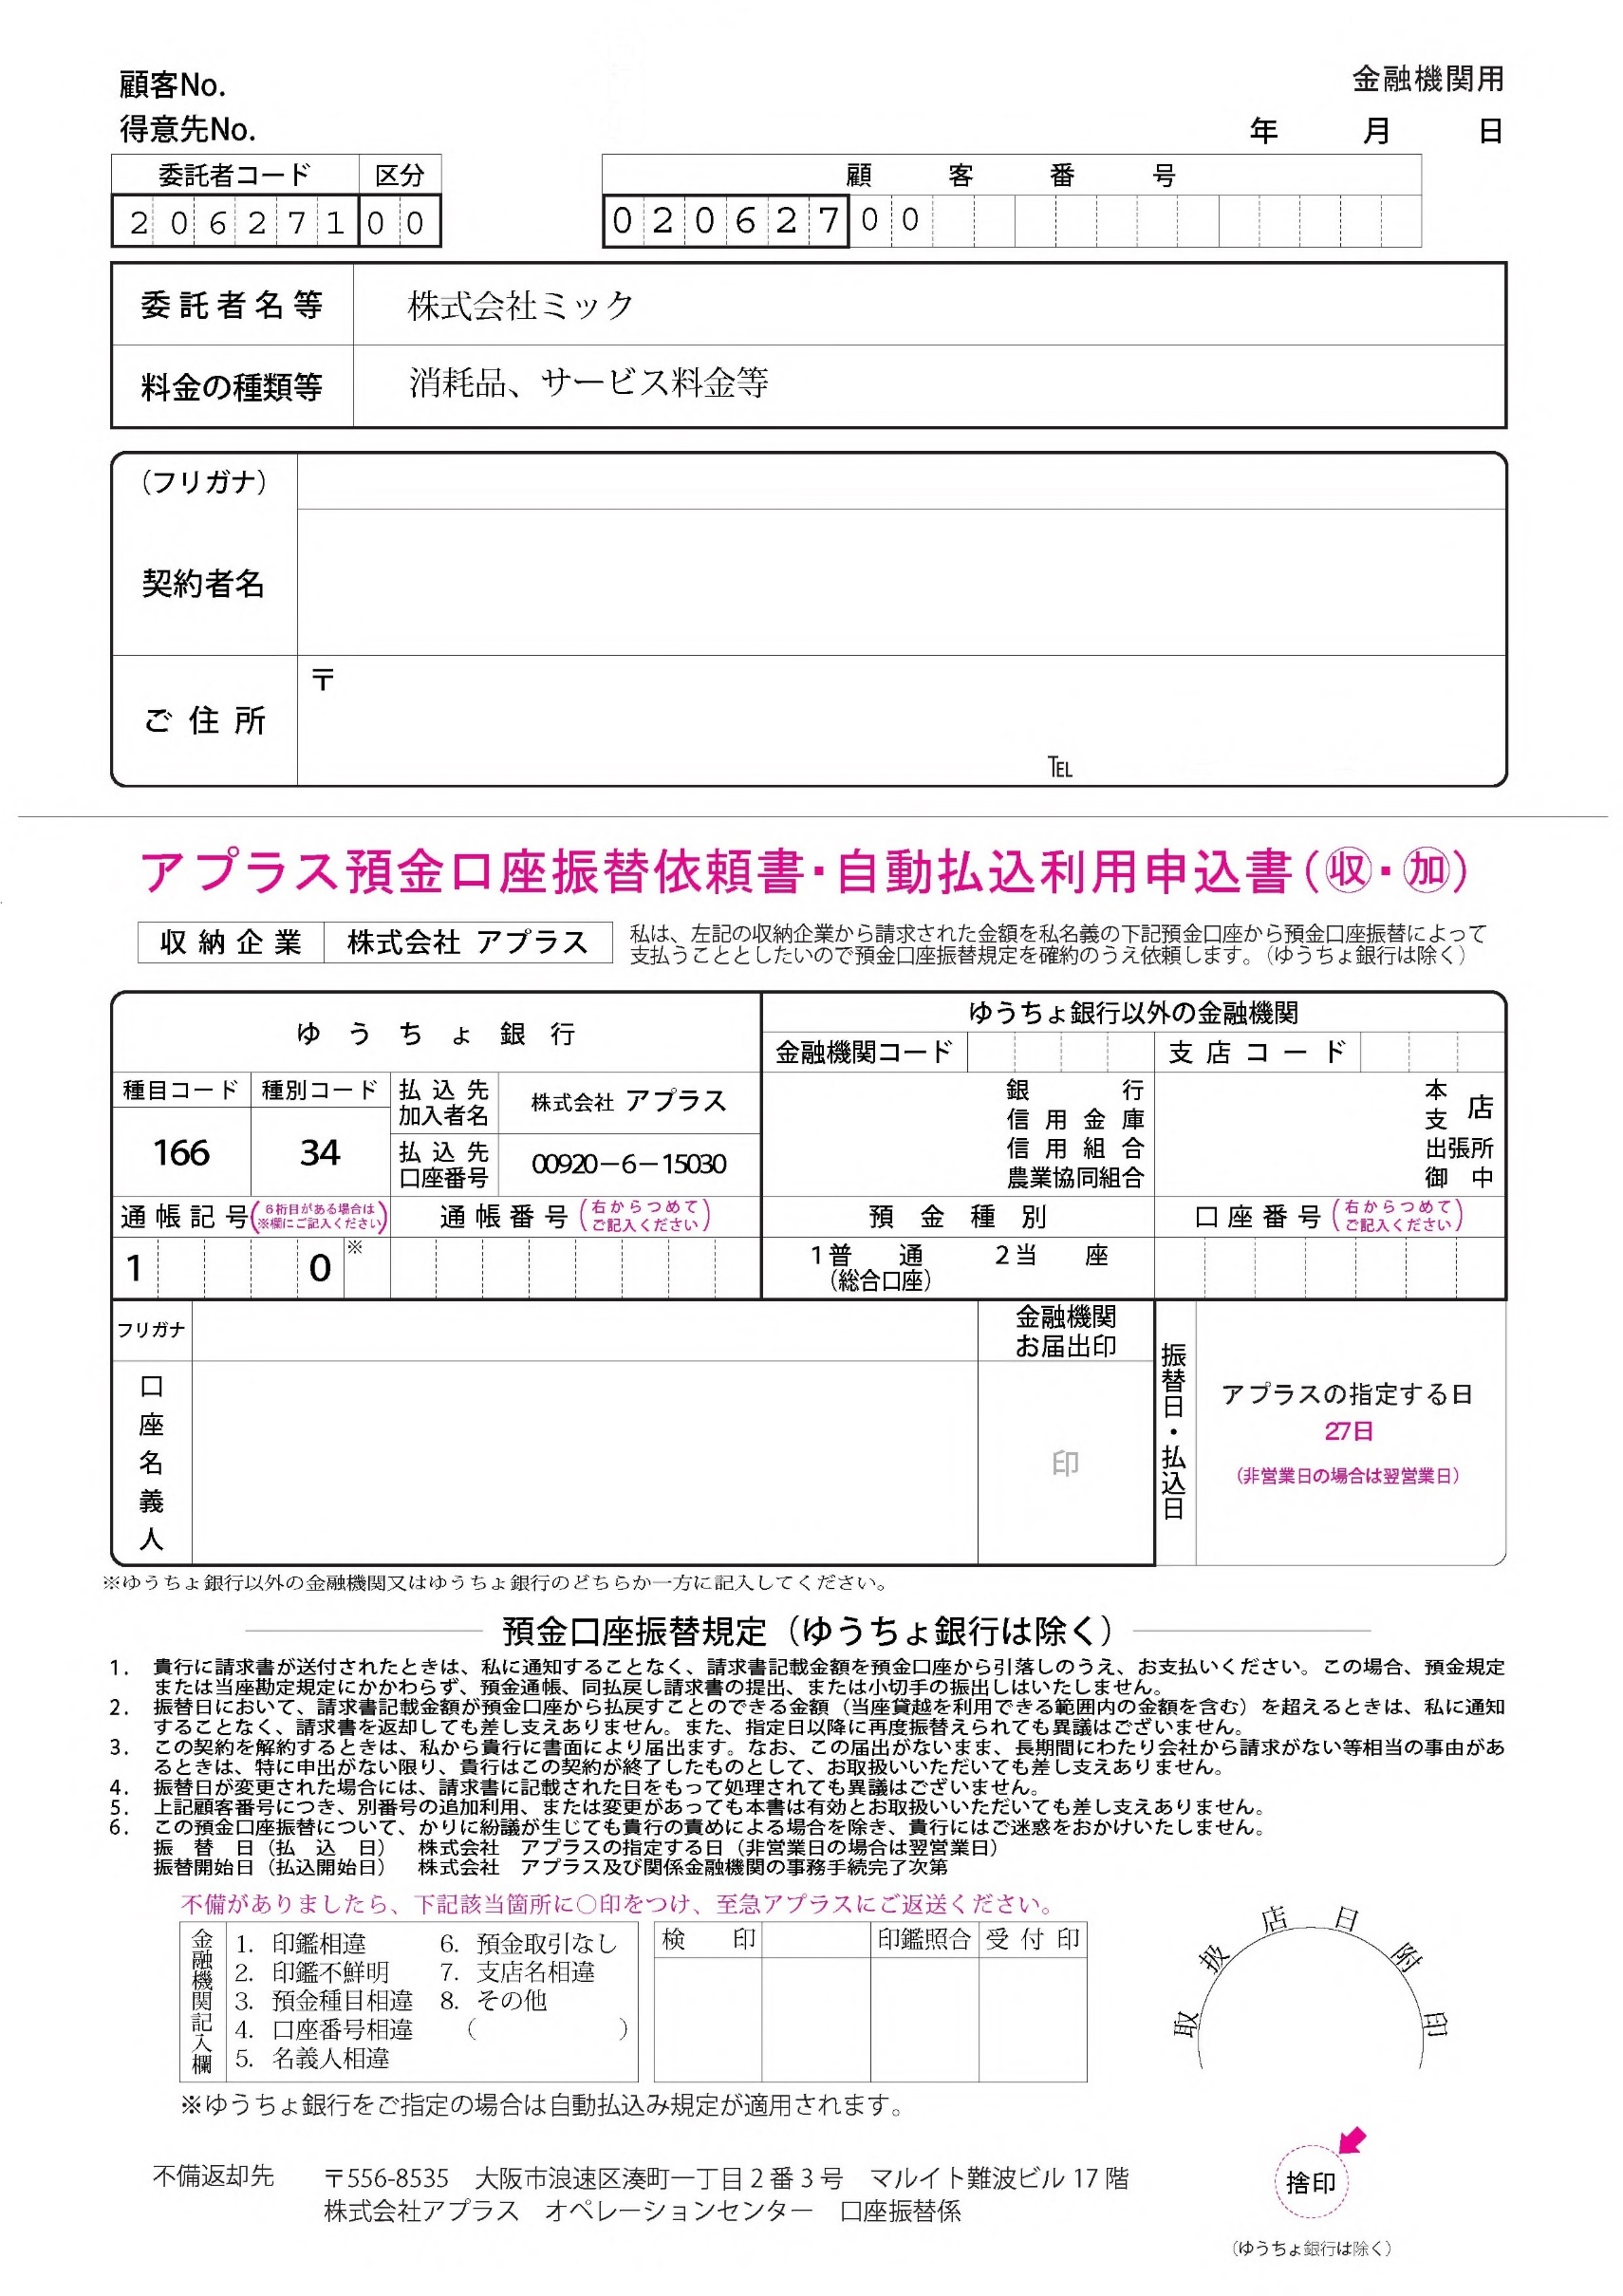 顧客No.
金融機関用
得意先No.
年 月 日
委託者コード 区分
顧客番号
2 0 6 2 7 1 0 0
0 2 0 6 2 7 0 0
委託者名等 株式会社ミック
料金の種類等 消耗品、サービス料金等
（フリガナ）
契約者名
〒
ご住所
TEL
アプラス預金口座振替依頼書・自動払込利用申込書（㊤収・加）
収納企業 株式会社 アプラス
私は、左記の収納企業から請求された金額を私名義の下記預金口座から預金口座振替によって
支払うこととしたいので預金口座振替規定を確約のうえ依頼します。（ゆうちょ銀行は除く）
ゆうちょ銀行
ゆうちょ銀行以外の金融機関
金融機関コード 支店コード
種目コード 種別コード 払込先加入者名 株式会社 アプラス
166 34 払込先口座番号 00920－6－15030
銀行
信用金庫
信用組合
農業協同組合
本
支 店
出張所
御中
通帳記号（6桁目がある場合は※欄にご記入ください） 通帳番号（右からつめてご記入ください）
預金種別 口座番号（右からつめてご記入ください）
1 0 ※
1普通（総合口座） 2当座
フリガナ
金融機関お届出印
口座名義人
印
振替日・払込日
アプラスの指定する日
27日
（非営業日の場合は翌営業日）
※ゆうちょ銀行以外の金融機関又はゆうちょ銀行のどちらか一方に記入してください。
預金口座振替規定（ゆうちょ銀行は除く）
1. 貴行に請求書が送付されたときは、私に通知することなく、請求書記載金額を預金口座から引落しのうえ、お支払いください。この場合、預金規定
または当座勘定規定にかかわらず、預金通帳、同払戻し請求書の提出、または小切手の振出しはいたしません。
2. 振替日において、請求書記載金額が預金口座から払戻すことのできる金額（当座貸越を利用できる範囲内の金額を含む）を超えるときは、私に通知
することなく、請求書を返却しても差し支えありません。また、指定日以降に再度振替えられても異議はございません。
3. この契約を解約するときは、私から貴行に書面により届出ます。なお、この届出がないまま、長期間にわたり会社から請求がない等相当の事由があ
るときは、特に申出がない限り、貴行はこの契約が終了したものとして、お取扱いいただいても差し支えありません。
4. 振替日が変更された場合には、請求書に記載された日をもって処理されても異議はございません。
5. 上記顧客番号につき、別番号の追加利用、または変更があっても本書は有効とお取扱いいただいても差し支えありません。
6. この預金口座振替について、かりに紛議が生じても貴行の責めによる場合を除き、貴行にはご迷惑をおかけいたしません。
振替日（払込日） 株式会社 アプラスの指定する日（非営業日の場合は翌営業日）
振替開始日（払込開始日） 株式会社 アプラス及び関係金融機関の事務手続完了次第
不備がありましたら、下記該当箇所に○印をつけ、至急アプラスにご返送ください。
金融機関記入欄
1. 印鑑相違
2. 印鑑不鮮明
3. 預金種目相違
4. 口座番号相違
5. 名義人相違
6. 預金取引なし
7. 支店名相違
8. その他
（ ）
検印 印鑑照合 受付印
取扱店日附印
※ゆうちょ銀行をご指定の場合は自動払込み規定が適用されます。
不備返却先 〒556-8535 大阪市浪速区湊町一丁目2番3号 マルイト難波ビル17階
株式会社アプラス オペレーションセンター 口座振替係
捨印
（ゆうちょ銀行は除く）